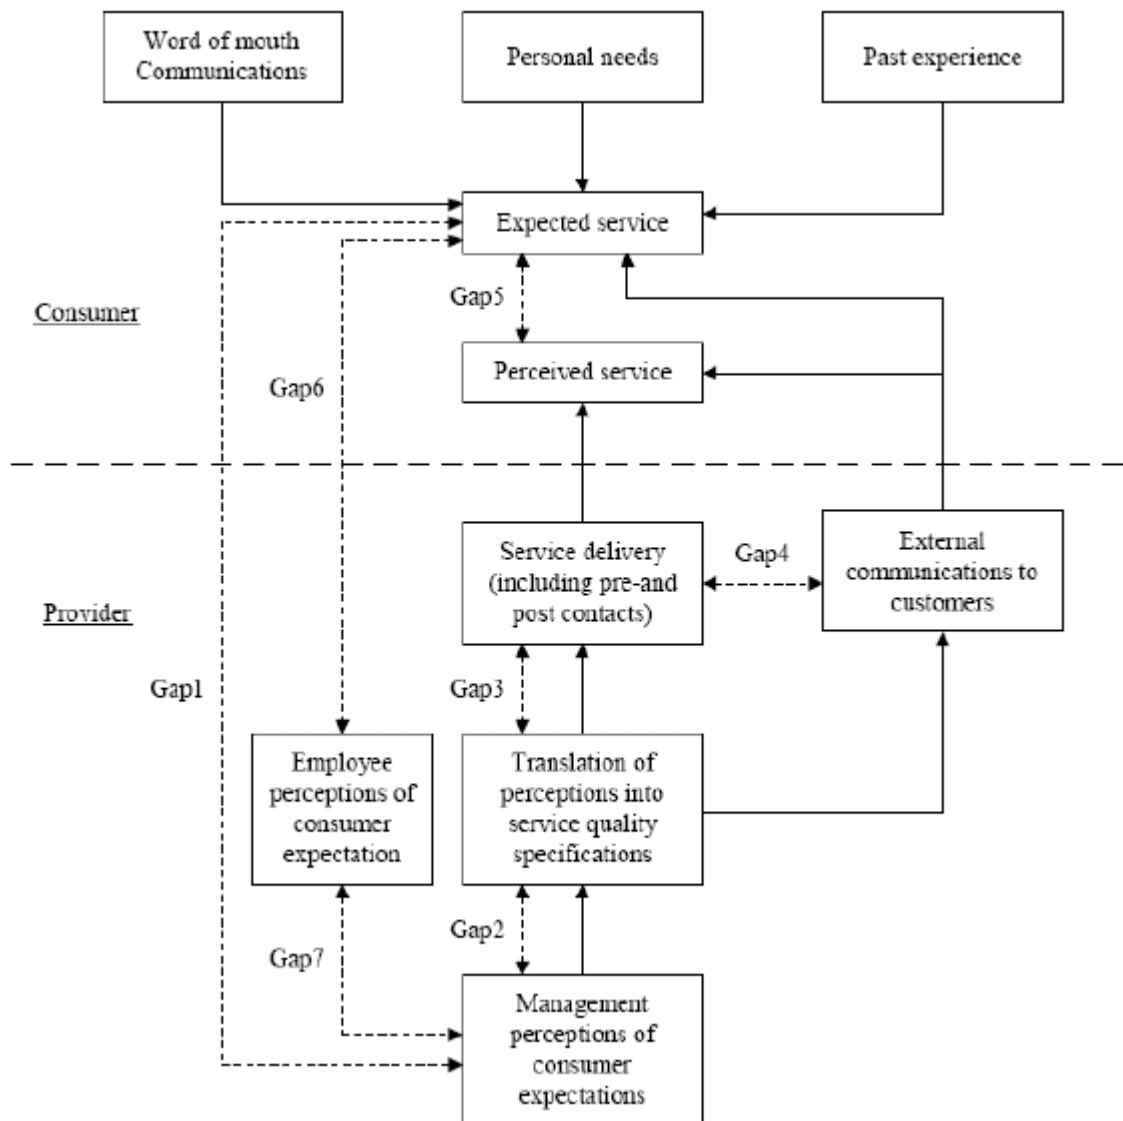 Word of mouth
Communications
Personal needs
Past experience
Expected service
Gap5
Consumer
Perceived service
Gap6
Service delivery
(including pre-and
post contacts)
Gap4
External
communications to
customers
Provider
Gap1
Gap3
Employee
perceptions of
consumer
expectation
Translation of
perceptions into
service quality
specifications
Gap2
Gap7
Management
perceptions of
consumer
expectations